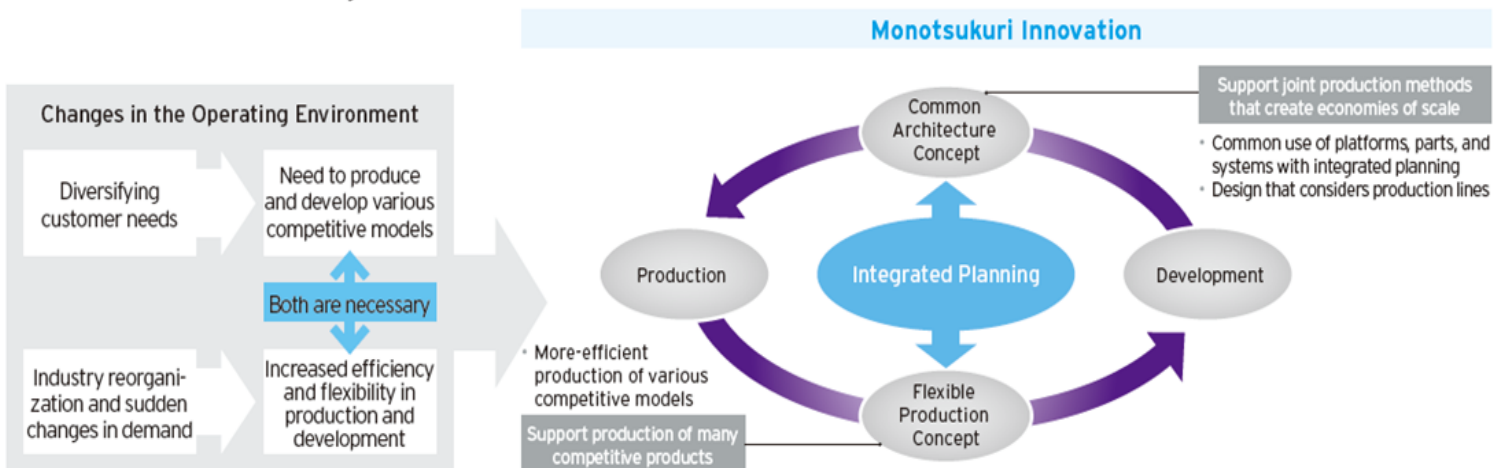 Monotsukuri Innovation
Changes in the Operating Environment
Diversifying
customer needs
Need to produce
and develop various
competitive models
Both are necessary
Industry reorgani-
zation and sudden
changes in demand
Increased efficiency
and flexibility in
production and
development
Common
Architecture
Concept
Support joint production methods
that create economies of scale
• Common use of platforms, parts, and
systems with integrated planning
• Design that considers production lines
Production
Integrated Planning
Development
• More-efficient
production of various
competitive models
Support production of many
competitive products
Flexible
Production
Concept